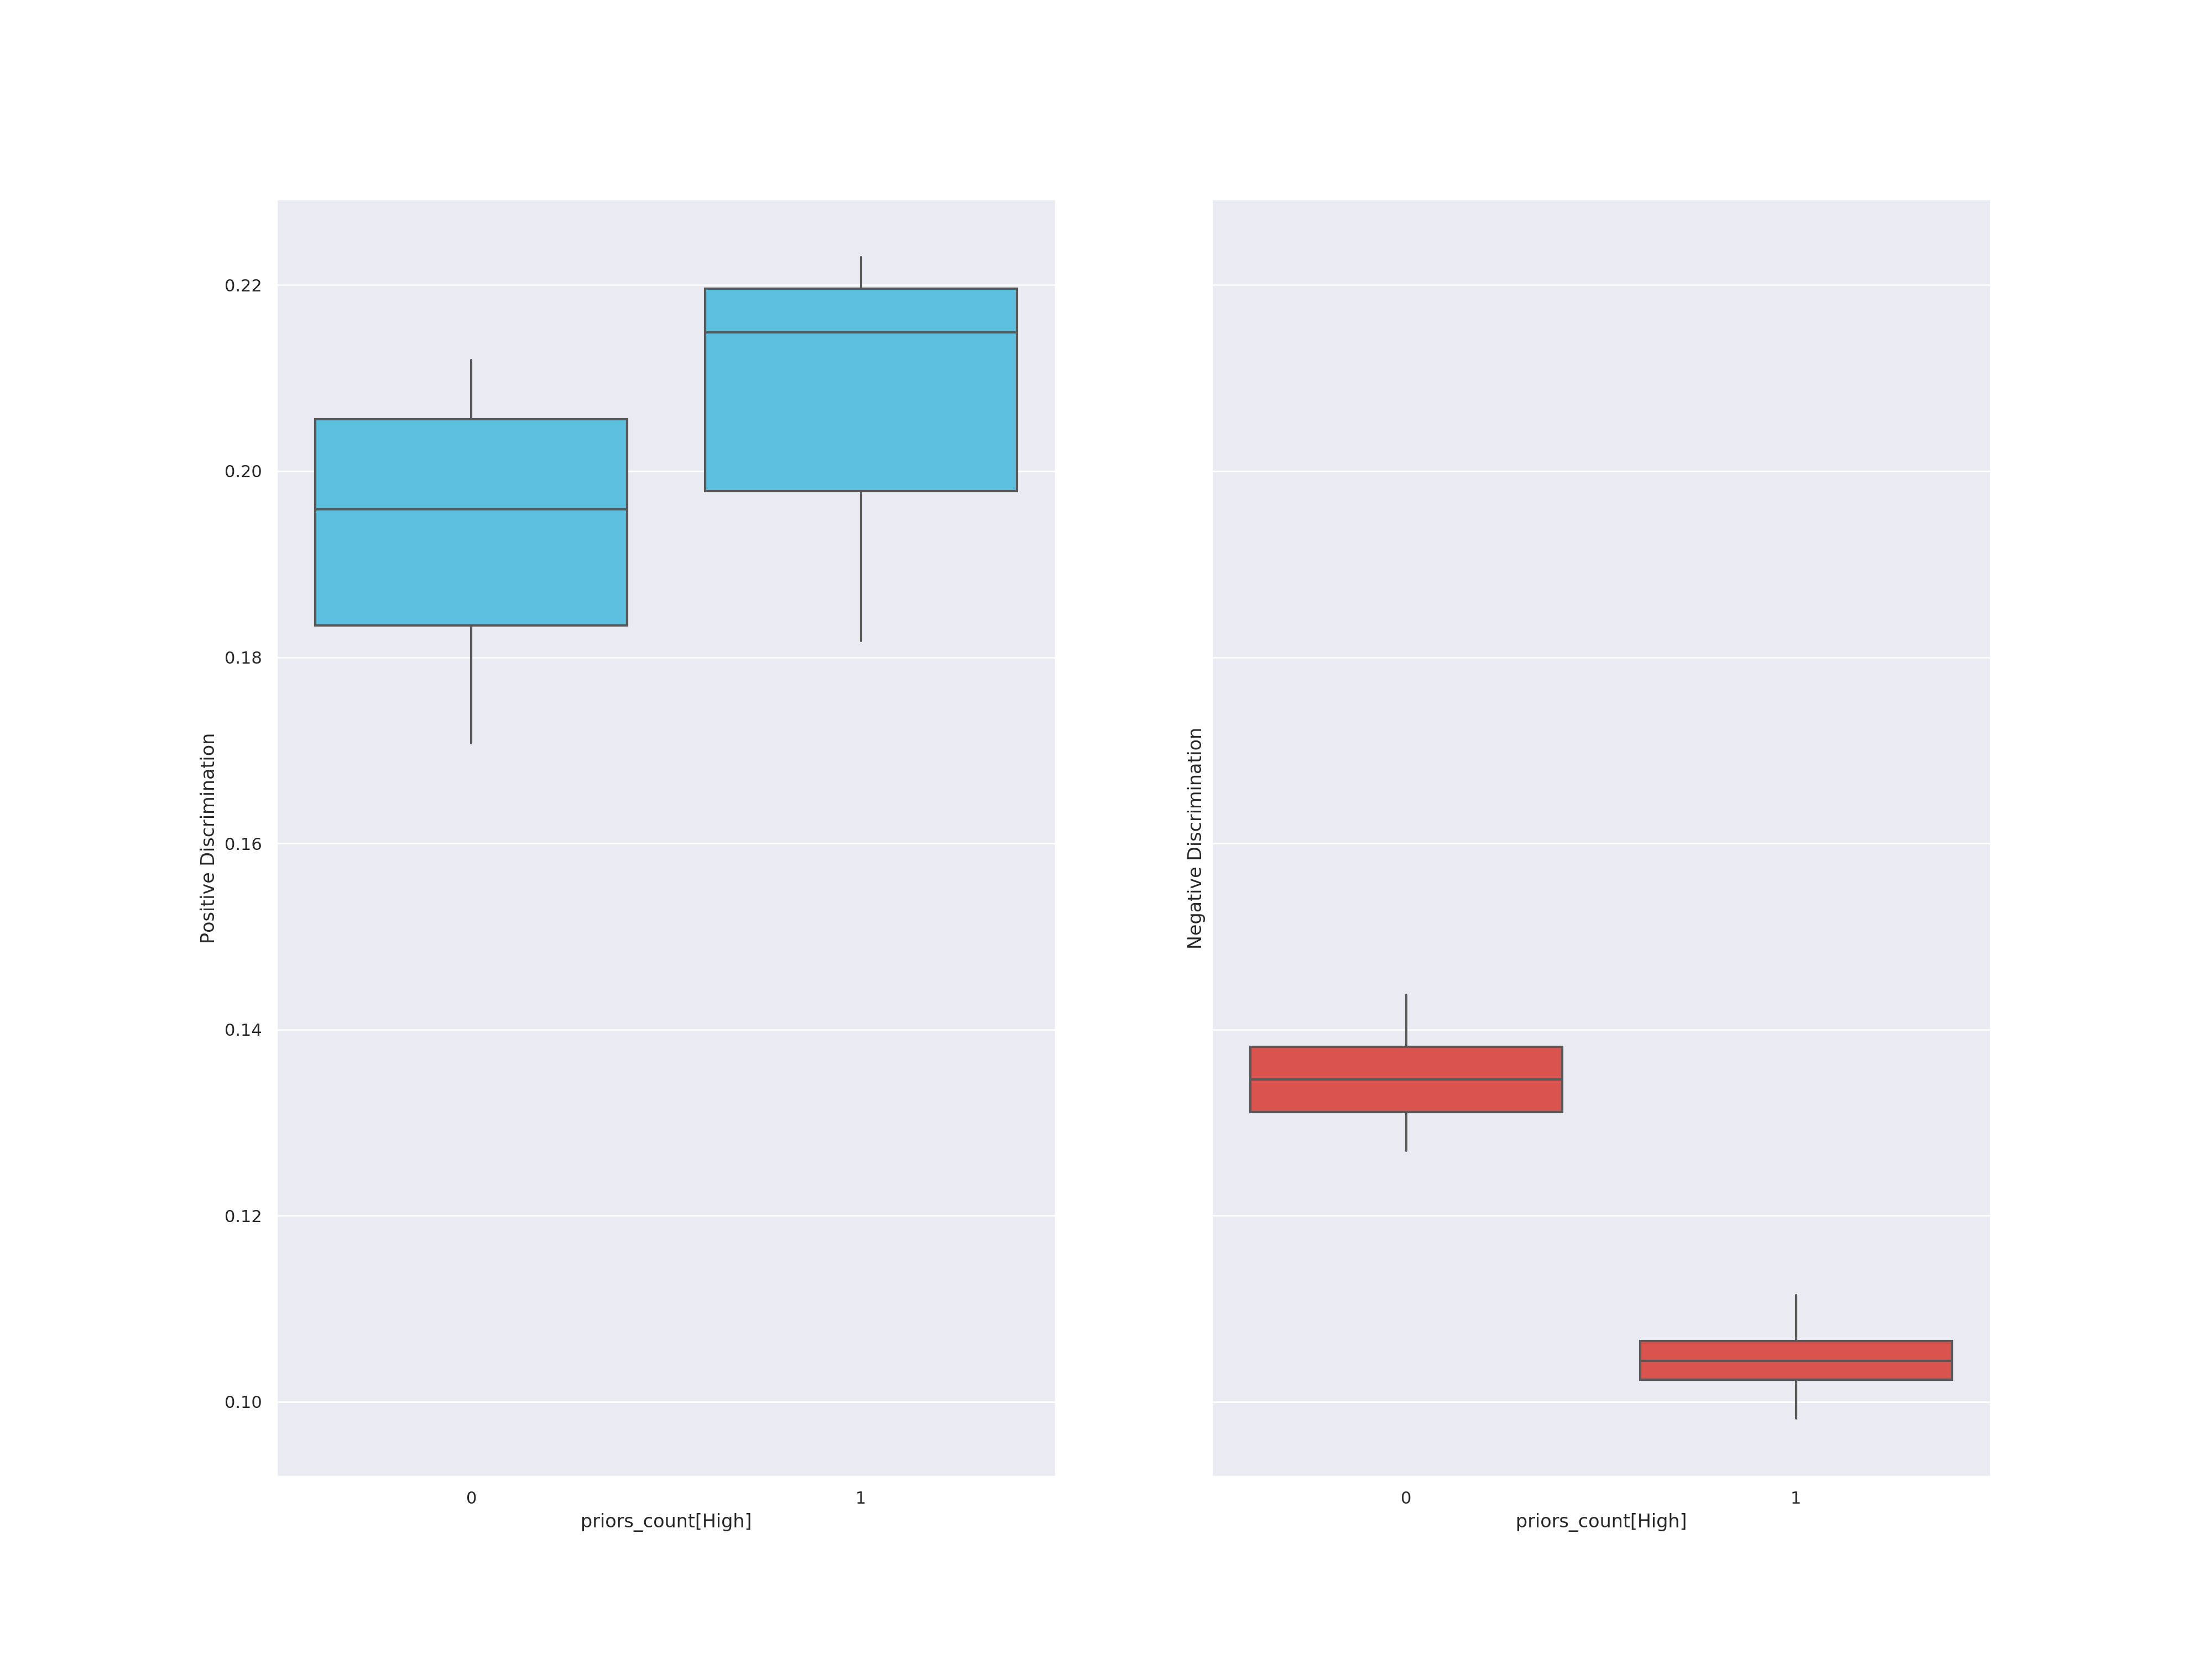 Positive Discrimination
0.22
0.20
0.18
0.16
0.14
0.12
0.10
0 1
priors_count[High]
Negative Discrimination
0 1
priors_count[High]